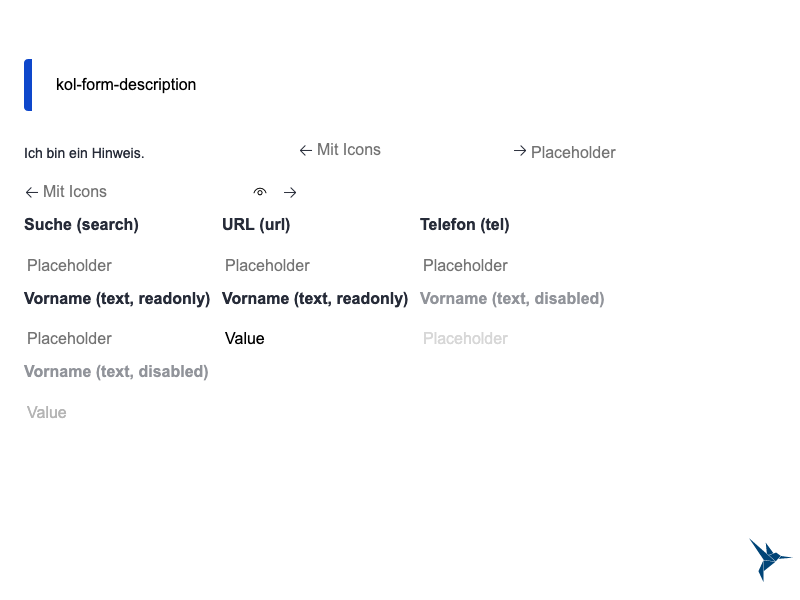 kol-form-description
Ich bin ein Hinweis.
Mit Icons
Placeholder
Mit Icons
Suche (search) URL (url) Telefon (tel)
Placeholder Placeholder Placeholder
Vorname (text, readonly) Vorname (text, readonly) Vorname (text, disabled)
Placeholder Value Placeholder
Vorname (text, disabled)
Value